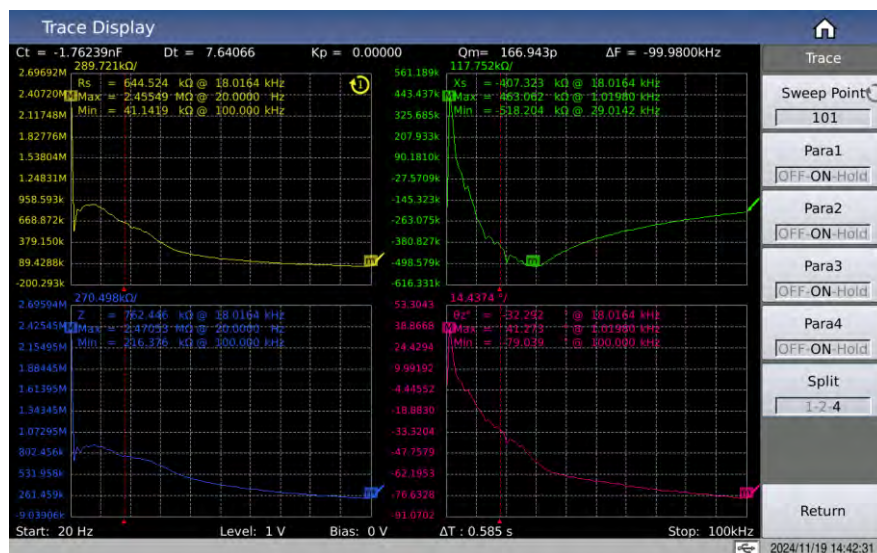 Trace Display
Ct = -1.76239nF Dt = 7.64066 Kp = 0.00000 Qm= 166.943p ΔF = -99.9800kHz
289.721kΩ/
2.69692M
2.40720M
2.11748M
1.82776M
1.53804M
1.24831M
958.593k
668.872k
379.150k
89.4288k
-200.293k
Rs = 644.524 kΩ@ 18.0164 kHz
Max = 2.45549 MΩ@ 20.0000 Hz
Min = 41.1419 kΩ@ 100.000 kHz
1
M
m
117.752kΩ/
561.189k
443.437k
325.685k
207.933k
90.1810k
-27.5709k
-145.323k
-263.075k
-380.827k
-498.579k
-616.331k
Xs = -407.323 kΩ@ 18.0164 kHz
Max = 463.062 kΩ@ 1.01980 kHz
Min = -518.204 kΩ@ 29.0142 kHz
M
m
270.498kΩ/
2.69594M
2.42545M
2.15495M
1.88445M
1.61395M
1.34345M
1.07295M
802.456k
531.958k
261.459k
-9.03906k
Z = 762.446 kΩ@ 18.0164 kHz
Max = 2.47053 MΩ@ 20.0000 Hz
Min = 216.376 kΩ@ 100.000 kHz
M
m
14.4374 °/
53.3043
38.8668
24.4294
9.99192
-4.44552
-18.8830
-33.3204
-47.7579
-62.1953
-76.6328
-91.0702
θz° = -32.292 ° @ 18.0164 kHz
Max = 41.273 ° @ 1.01980 kHz
Min = -79.039 ° @ 100.000 kHz
M
m
Start: 20 Hz Level: 1 V Bias: 0 V ΔT : 0.585 s Stop: 100kHz
Trace
Sweep Point
101
Para1
OFF-ON-Hold
Para2
OFF-ON-Hold
Para3
OFF-ON-Hold
Para4
OFF-ON-Hold
Split
1-2-4
Return
2024/11/19 14:42:31